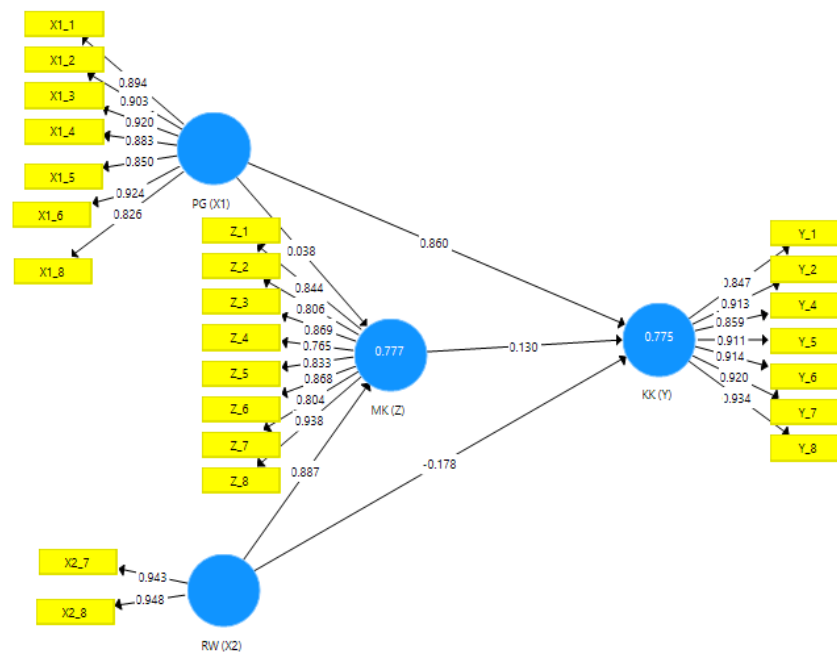 X1_1
X1_2
X1_3
X1_4
X1_5
X1_6
X1_8
0.894
0.903
0.920
0.883
0.850
0.924
0.826
PG (X1)
0.038
0.860
Z_1
Z_2
Z_3
Z_4
Z_5
Z_6
Z_7
Z_8
0.844
0.806
0.869
0.765
0.833
0.868
0.804
0.938
0.777
MK (Z)
0.130
0.887
-0.178
0.775
KK (Y)
0.847
0.913
0.859
0.911
0.914
0.920
0.934
Y_1
Y_2
Y_4
Y_5
Y_6
Y_7
Y_8
X2_7
X2_8
0.943
0.948
RW (X2)